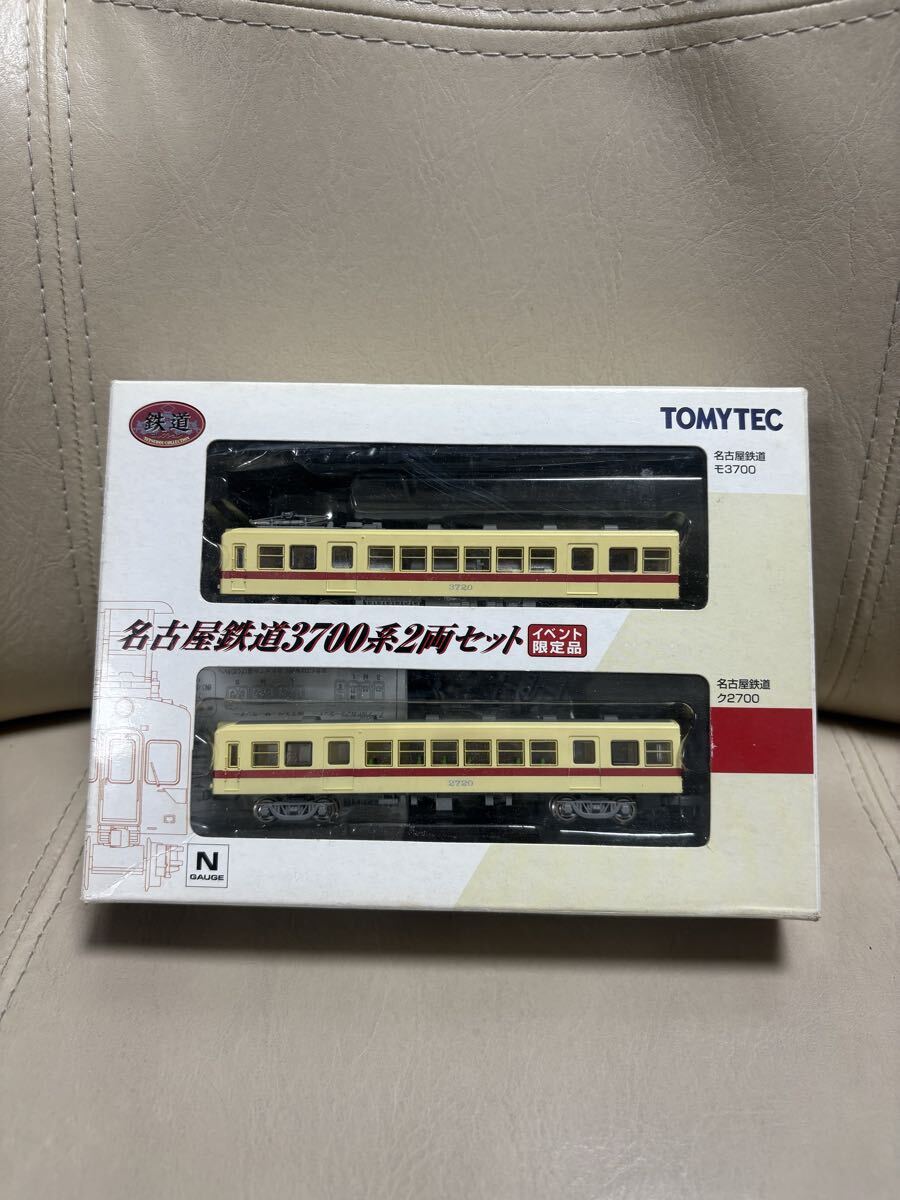 鉄道
TETSUDOU COLLECTION
TOMYTEC
名古屋鉄道
モ3700
3720
名古屋鉄道3700系2両セット
イベント
限定品
名古屋鉄道
ク2700
2720
N
GAUGE